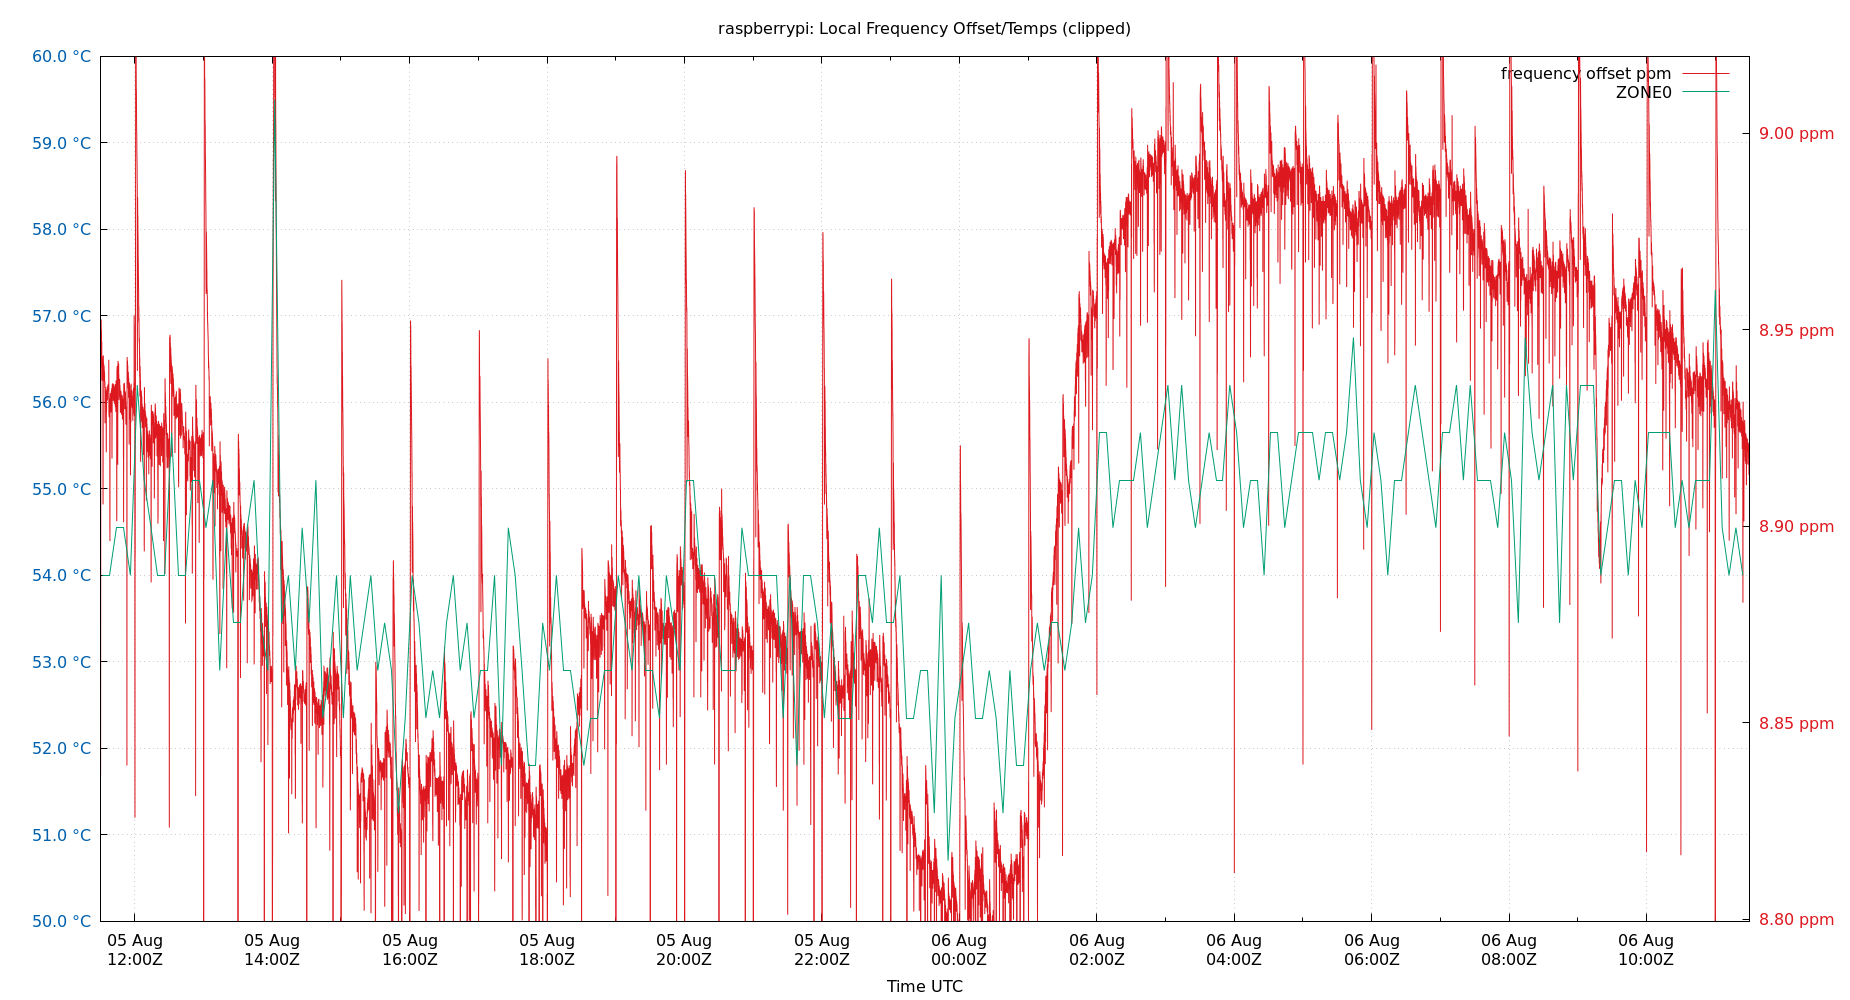 raspberrypi: Local Frequency Offset/Temps (clipped)
60.0 °C
59.0 °C
58.0 °C
57.0 °C
56.0 °C
55.0 °C
54.0 °C
53.0 °C
52.0 °C
51.0 °C
50.0 °C
frequency offset ppm
ZONE0
9.00 ppm
8.95 ppm
8.90 ppm
8.85 ppm
8.80 ppm
05 Aug
12:00Z
05 Aug
14:00Z
05 Aug
16:00Z
05 Aug
18:00Z
05 Aug
20:00Z
05 Aug
22:00Z
06 Aug
00:00Z
06 Aug
02:00Z
06 Aug
04:00Z
06 Aug
06:00Z
06 Aug
08:00Z
06 Aug
10:00Z
Time UTC